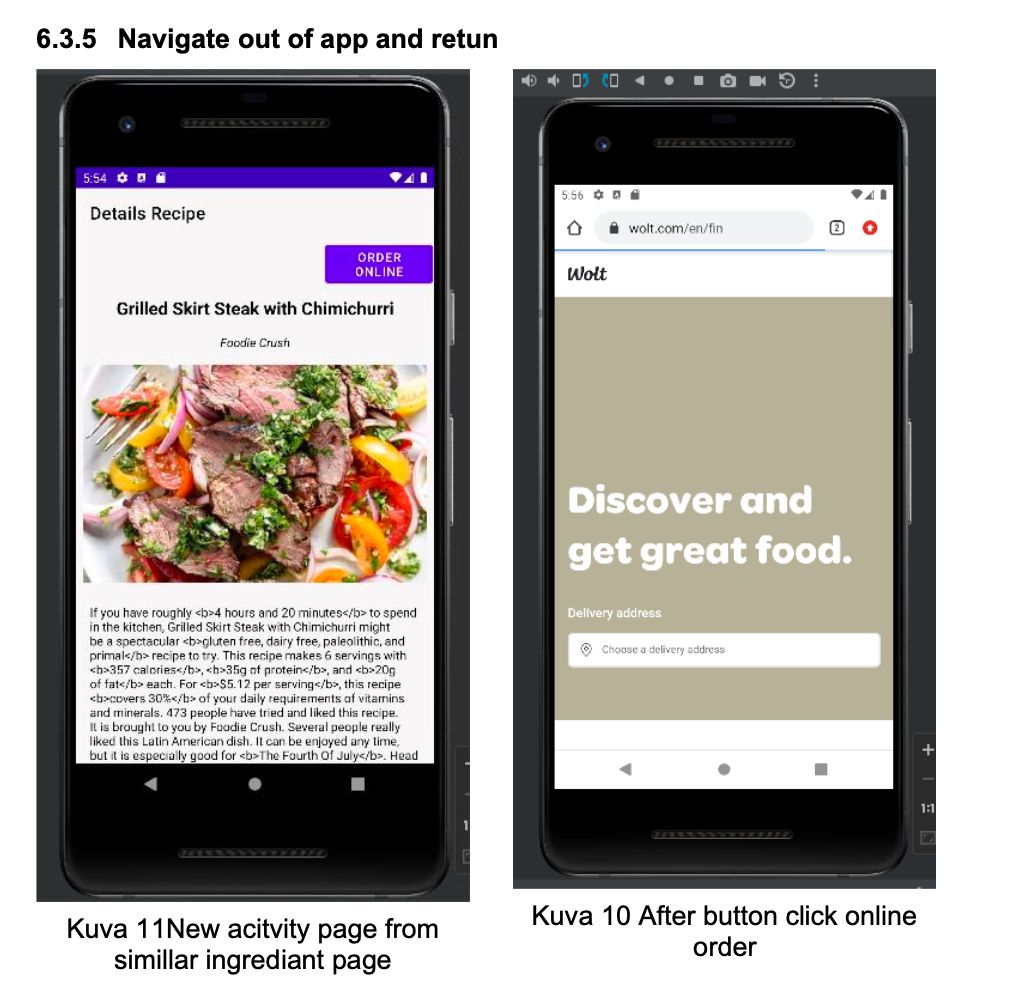 6.3.5 Navigate out of app and retun
5:54
Details Recipe
ORDER
ONLINE
Grilled Skirt Steak with Chimichurri
Foodie Crush
If you have roughly <b>4 hours and 20 minutes</b> to spend
in the kitchen, Grilled Skirt Steak with Chimichurri might
be a spectacular <b>gluten free, dairy free, paleolithic, and
primal</b> recipe to try. This recipe makes 6 servings with
<b>357 calories</b>, <b>35g of protein</b>, and <b>20g
of fat</b> each. For <b>$5.12 per serving</b>, this recipe
<b>covers 30%</b> of your daily requirements of vitamins
and minerals. 473 people have tried and liked this recipe.
It is brought to you by Foodie Crush. Several people really
liked this Latin American dish. It can be enjoyed any time,
but it is especially good for <b>The Fourth Of July</b>. Head
Kuva 11New acitvity page from
simillar ingrediant page
5:56
wolt.com/en/fin
2
Wolt
Discover and
get great food.
Delivery address
Choose a delivery address
1:1
Kuva 10 After button click online
order